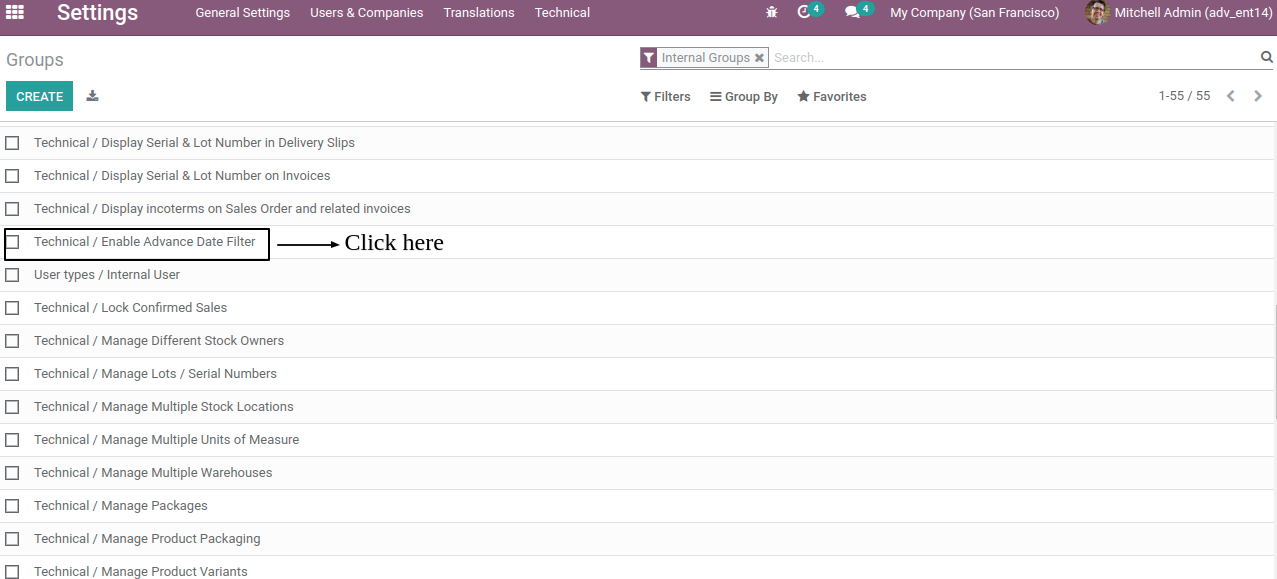 Settings General Settings Users & Companies Translations Technical 4 4 My Company (San Francisco) Mitchell Admin (adv_ent14)
Groups Internal Groups Search...
CREATE Filters Group By Favorites 1-55 / 55
Technical / Display Serial & Lot Number in Delivery Slips
Technical / Display Serial & Lot Number on Invoices
Technical / Display incoterms on Sales Order and related invoices
Technical / Enable Advance Date Filter Click here
User types / Internal User
Technical / Lock Confirmed Sales
Technical / Manage Different Stock Owners
Technical / Manage Lots / Serial Numbers
Technical / Manage Multiple Stock Locations
Technical / Manage Multiple Units of Measure
Technical / Manage Multiple Warehouses
Technical / Manage Packages
Technical / Manage Product Packaging
Technical / Manage Product Variants